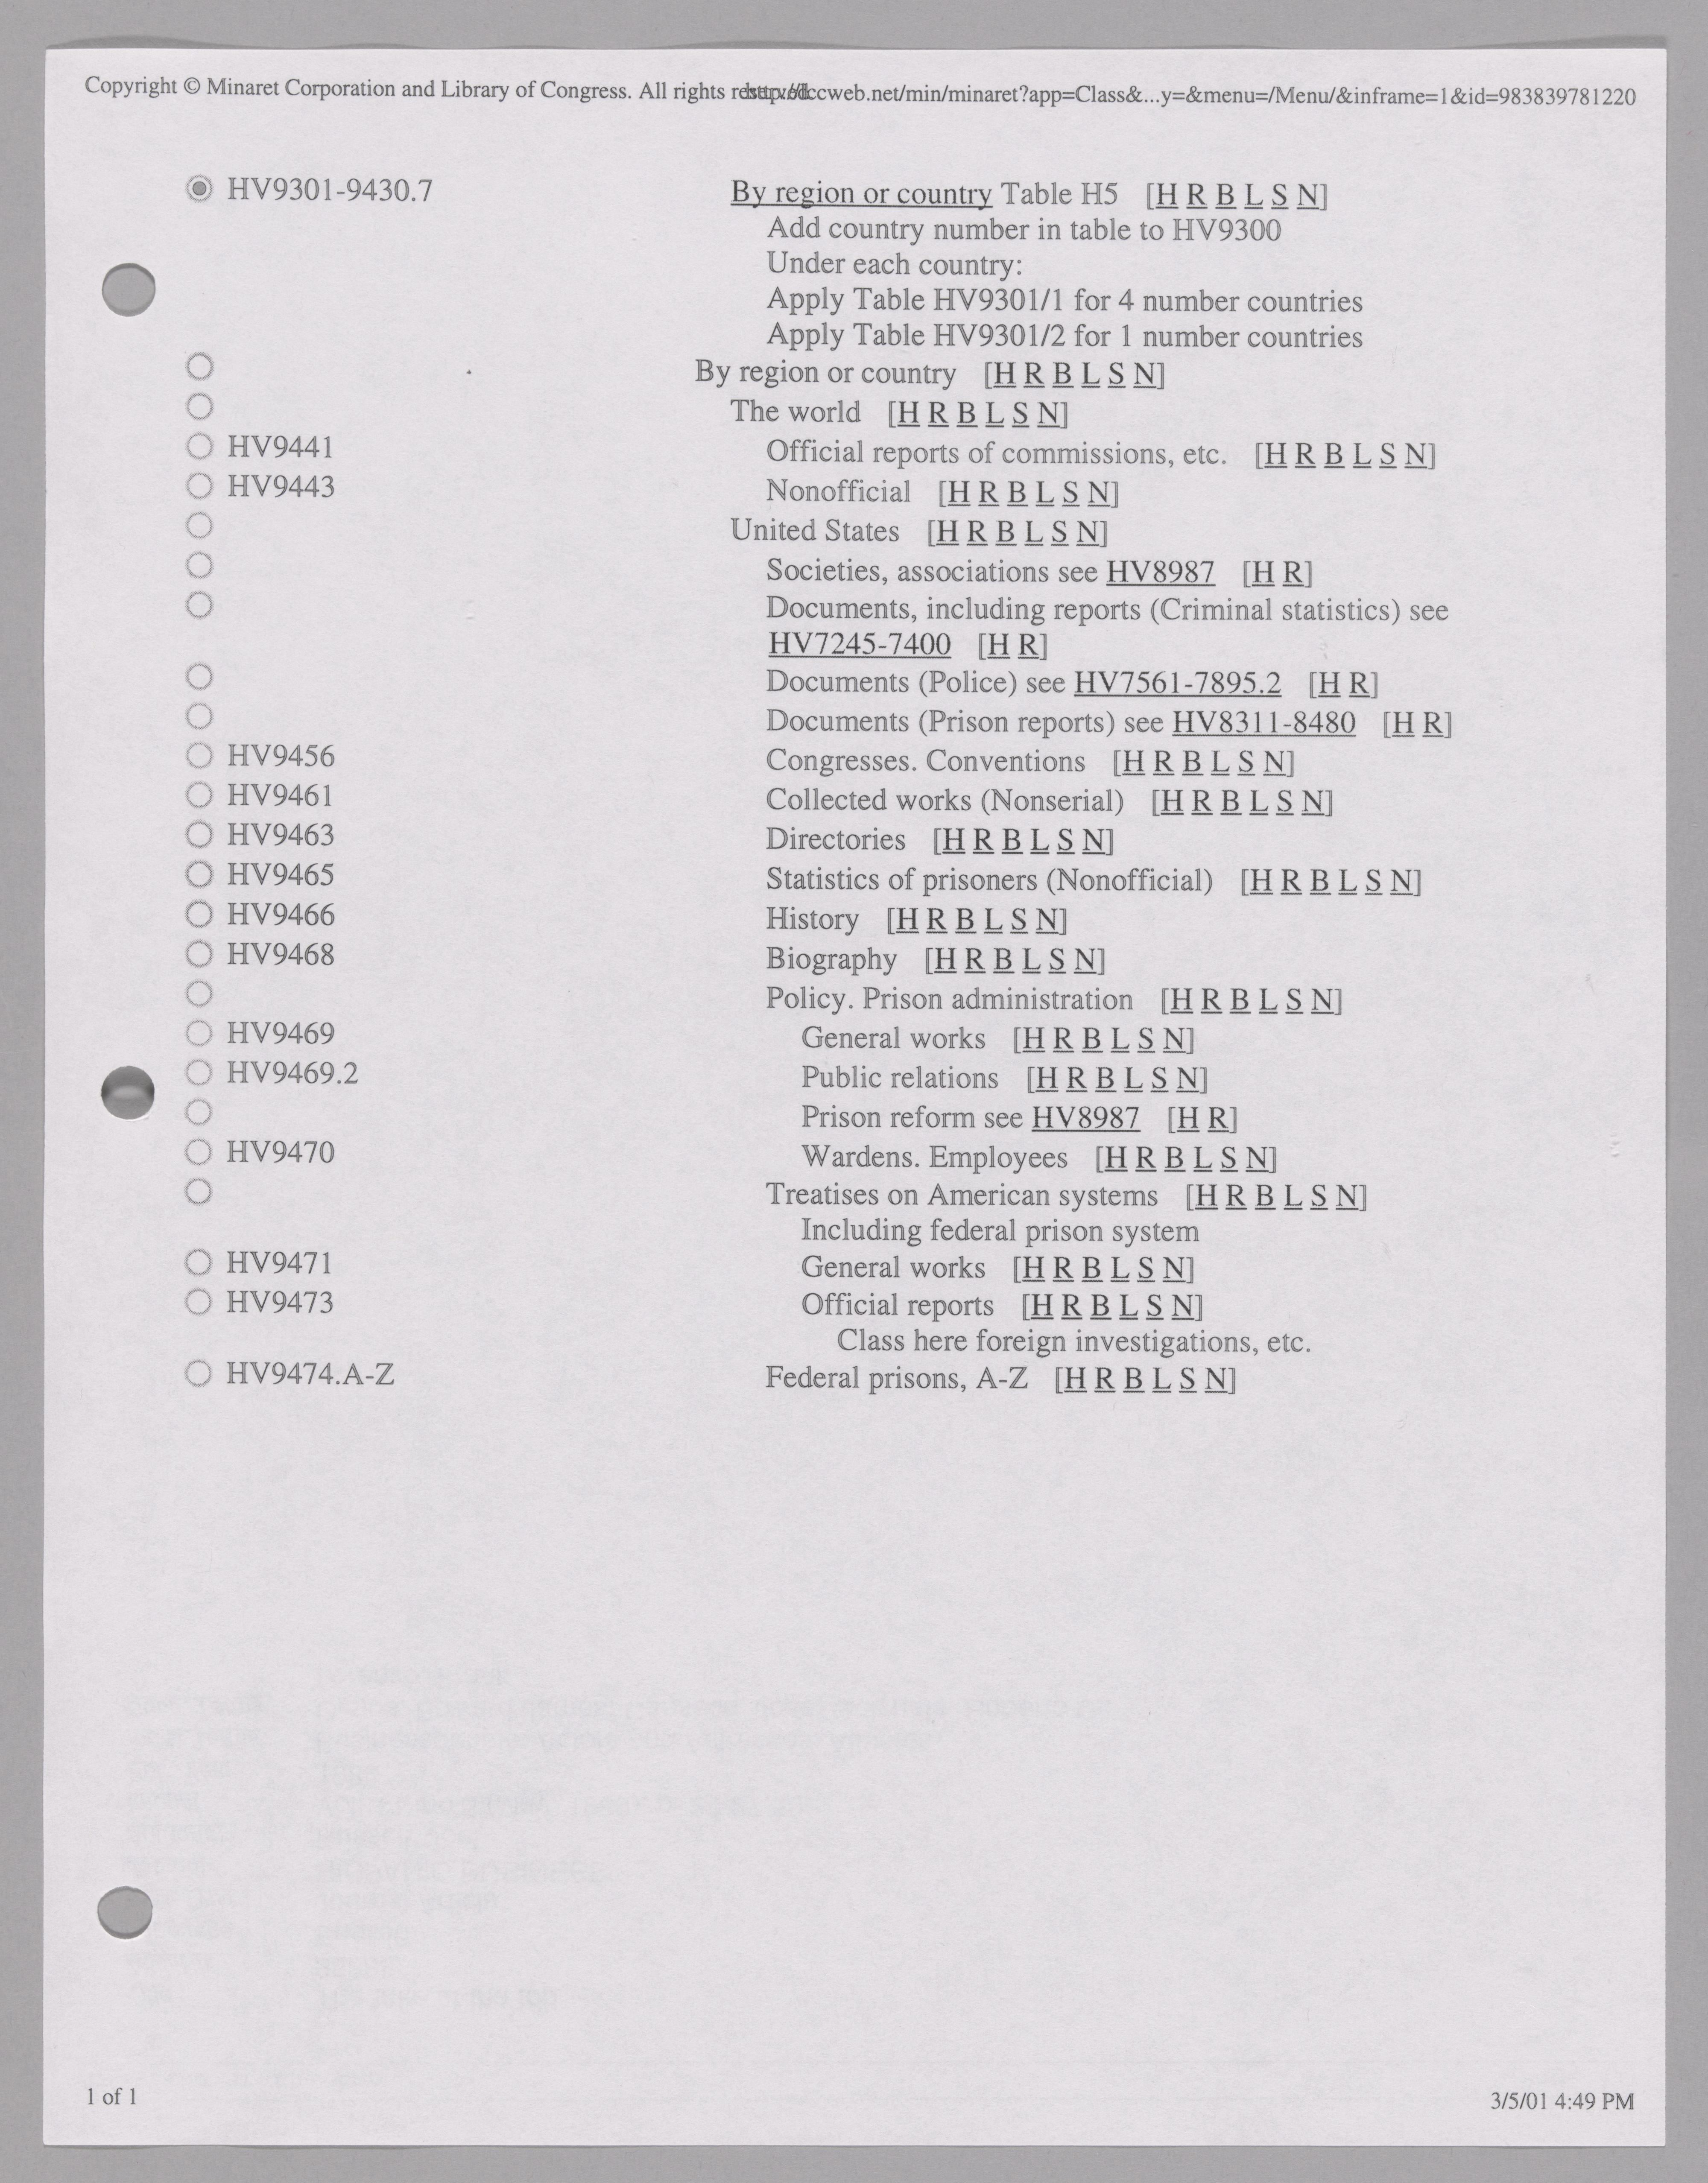 Copyright © Minaret Corporation and Library of Congress. All rights reserved. http://lccweb.net/min/minaret?app=Class&...y=&menu=/Menu/&inframe=1&id=983839781220
HV9301-9430.7 By region or country Table H5 [H R B L S N]
Add country number in table to HV9300
Under each country:
Apply Table HV9301/1 for 4 number countries
Apply Table HV9301/2 for 1 number countries
By region or country [H R B L S N]
The world [H R B L S N]
HV9441 Official reports of commissions, etc. [H R B L S N]
HV9443 Nonofficial [H R B L S N]
United States [H R B L S N]
Societies, associations see HV8987 [H R]
Documents, including reports (Criminal statistics) see
HV7245-7400 [H R]
Documents (Police) see HV7561-7895.2 [H R]
Documents (Prison reports) see HV8311-8480 [H R]
HV9456 Congresses. Conventions [H R B L S N]
HV9461 Collected works (Nonserial) [H R B L S N]
HV9463 Directories [H R B L S N]
HV9465 Statistics of prisoners (Nonofficial) [H R B L S N]
HV9466 History [H R B L S N]
HV9468 Biography [H R B L S N]
Policy. Prison administration [H R B L S N]
HV9469 General works [H R B L S N]
HV9469.2 Public relations [H R B L S N]
Prison reform see HV8987 [H R]
HV9470 Wardens. Employees [H R B L S N]
Treatises on American systems [H R B L S N]
Including federal prison system
HV9471 General works [H R B L S N]
HV9473 Official reports [H R B L S N]
Class here foreign investigations, etc.
HV9474.A-Z Federal prisons, A-Z [H R B L S N]
1 of 1 3/5/01 4:49 PM